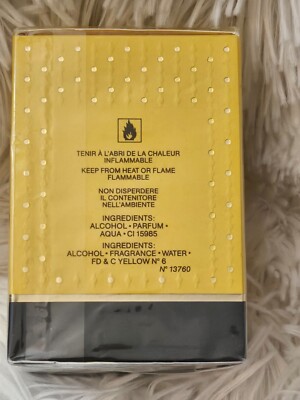 TENIR À L'ABRI DE LA CHALEUR
INFLAMMABLE
KEEP FROM HEAT OR FLAME
FLAMMABLE
NON DISPERDERE
IL CONTENITORE
NELL'AMBIENTE
INGREDIENTS:
ALCOHOL • PARFUM •
AQUA • CI 15985
INGREDIENTS:
ALCOHOL • FRAGRANCE • WATER •
FD & C YELLOW Nº 6
Nº 13760